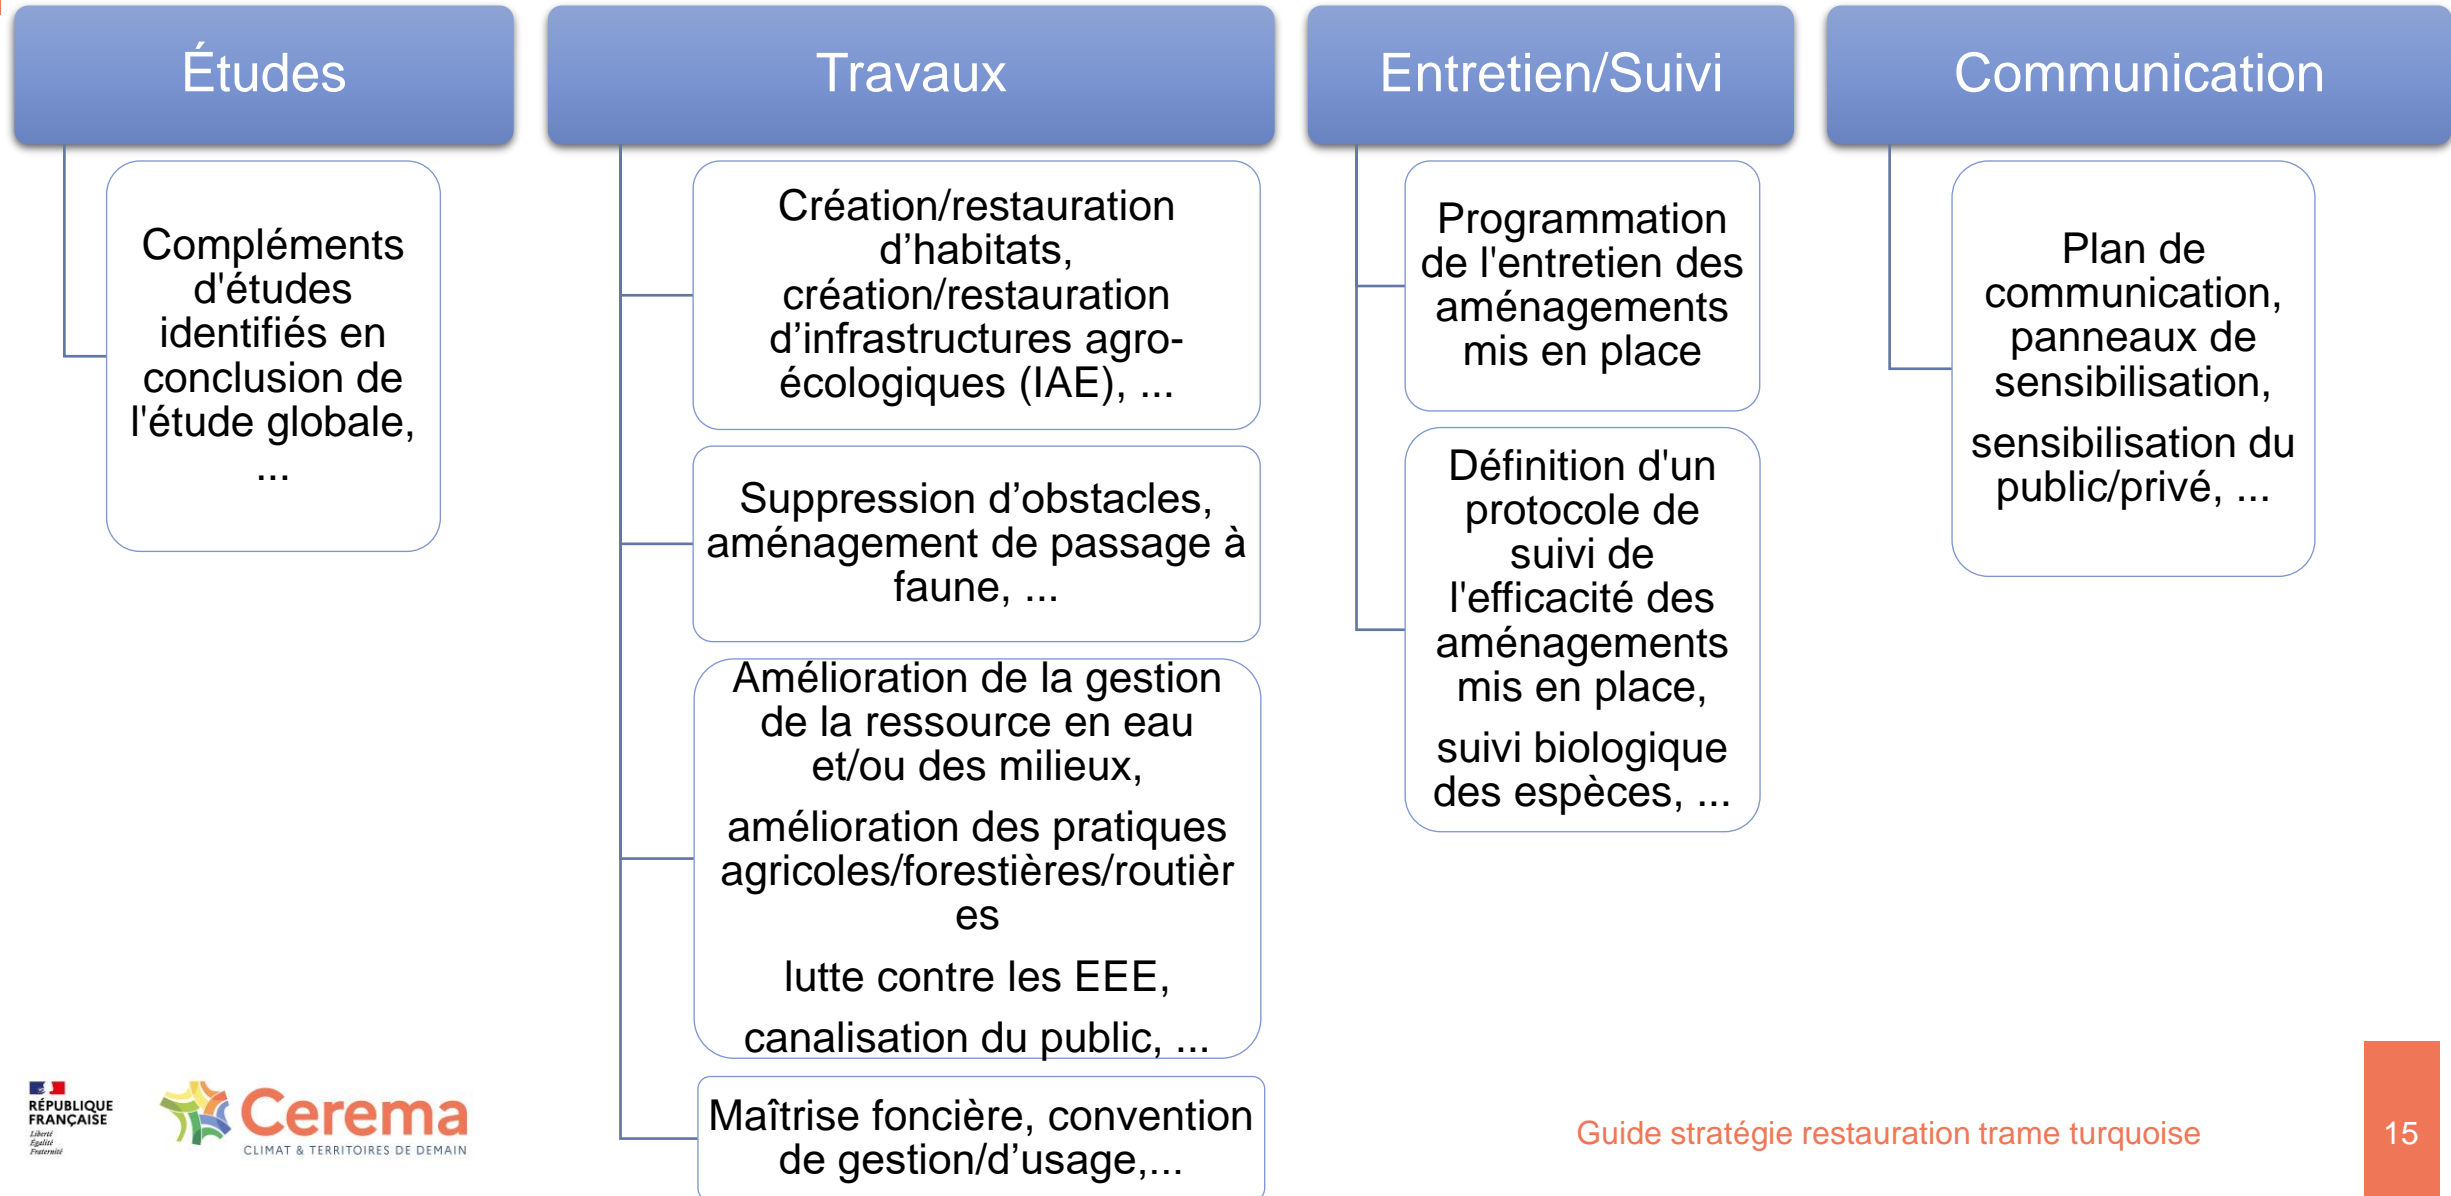 Études
Compléments
d'études
identifiés en
conclusion de
l'étude globale,
...
Travaux
Création/restauration
d’habitats,
création/restauration
d’infrastructures agro-
écologiques (IAE), ...
Suppression d’obstacles,
aménagement de passage à
faune, ...
Amélioration de la gestion
de la ressource en eau
et/ou des milieux,
amélioration des pratiques
agricoles/forestières/routièr
es
lutte contre les EEE,
canalisation du public, ...
Maîtrise foncière, convention
de gestion/d’usage,...
Entretien/Suivi
Programmation
de l'entretien des
aménagements
mis en place
Définition d'un
protocole de
suivi de
l'efficacité des
aménagements
mis en place,
suivi biologique
des espèces, ...
Communication
Plan de
communication,
panneaux de
sensibilisation,
sensibilisation du
public/privé, ...
RÉPUBLIQUE
FRANÇAISE
Liberté
Égalité
Fraternité
Cerema
CLIMAT & TERRITOIRES DE DEMAIN
Guide stratégie restauration trame turquoise
15